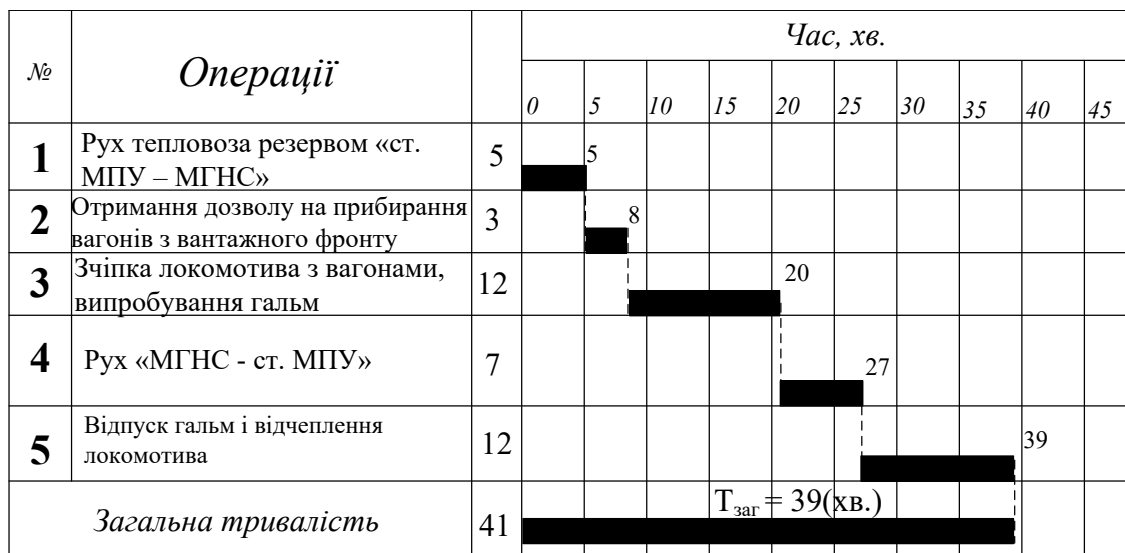 №
Операції
Час, хв.
0 5 10 15 20 25 30 35 40 45
1
Рух тепловоза резервом «ст.
МПУ – МГНС»
5
5
2
Отримання дозволу на прибирання
вагонів з вантажного фронту
3
8
3
Зчіпка локомотива з вагонами,
випробування гальм
12
20
4
Рух «МГНС - ст. МПУ»
7
27
5
Відпуск гальм і відчеплення
локомотива
12
39
Загальна тривалість
41
Тзаг = 39(хв.)